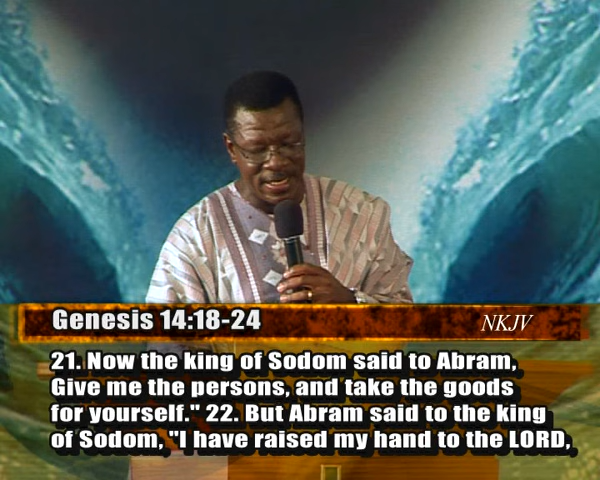 Genesis 14:18-24 NKJV
21. Now the king of Sodom said to Abram,
Give me the persons, and take the goods
for yourself." 22. But Abram said to the king
of Sodom, "I have raised my hand to the LORD,